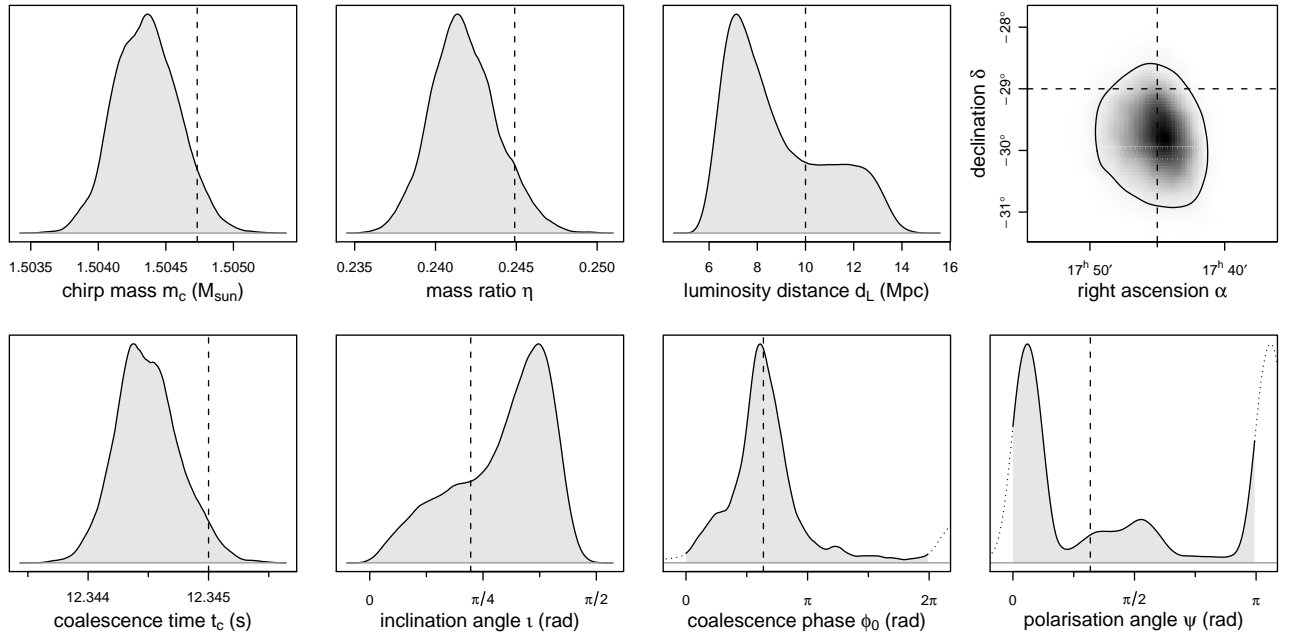 1.5035 1.5040 1.5045 1.5050
chirp mass m_c (M_sun)
0.235 0.240 0.245 0.250
mass ratio η
6 8 10 12 14 16
luminosity distance d_L (Mpc)
−28°
−29°
−30°
−31°
declination δ
17ʰ 50′ 17ʰ 40′
right ascension α
12.344 12.345
coalescence time t_c (s)
0 π/4 π/2
inclination angle ι (rad)
0 π 2π
coalescence phase ϕ₀ (rad)
0 π/2 π
polarisation angle ψ (rad)